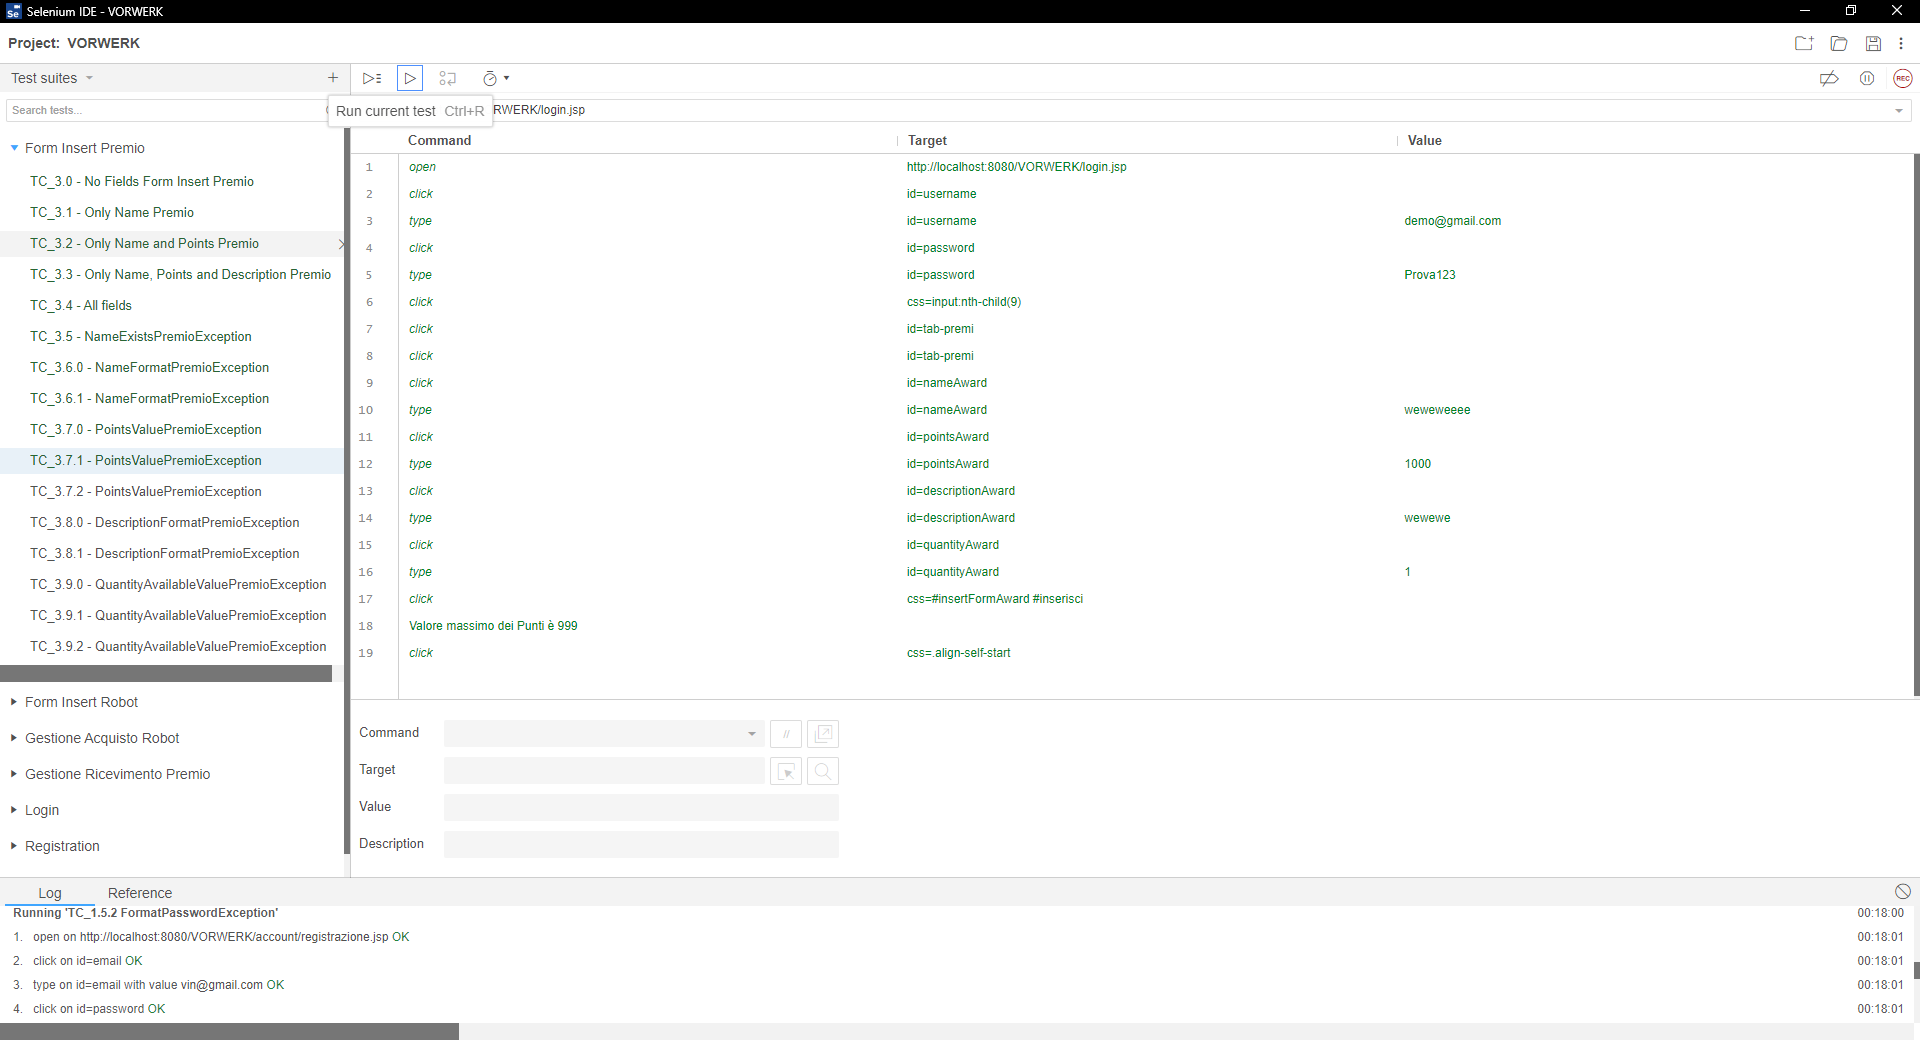 Se Selenium IDE - VORWERK
Project: VORWERK
Test suites
Search tests...
Run current test Ctrl+R
RWERK/login.jsp
REC
Form Insert Premio
TC_3.0 - No Fields Form Insert Premio
TC_3.1 - Only Name Premio
TC_3.2 - Only Name and Points Premio
TC_3.3 - Only Name, Points and Description Premio
TC_3.4 - All fields
TC_3.5 - NameExistsPremioException
TC_3.6.0 - NameFormatPremioException
TC_3.6.1 - NameFormatPremioException
TC_3.7.0 - PointsValuePremioException
TC_3.7.1 - PointsValuePremioException
TC_3.7.2 - PointsValuePremioException
TC_3.8.0 - DescriptionFormatPremioException
TC_3.8.1 - DescriptionFormatPremioException
TC_3.9.0 - QuantityAvailableValuePremioException
TC_3.9.1 - QuantityAvailableValuePremioException
TC_3.9.2 - QuantityAvailableValuePremioException
Form Insert Robot
Gestione Acquisto Robot
Gestione Ricevimento Premio
Login
Registration
Command Target Value
1 open http://localhost:8080/VORWERK/login.jsp
2 click id=username
3 type id=username demo@gmail.com
4 click id=password
5 type id=password Prova123
6 click css=input:nth-child(9)
7 click id=tab-premi
8 click id=tab-premi
9 click id=nameAward
10 type id=nameAward weweweeee
11 click id=pointsAward
12 type id=pointsAward 1000
13 click id=descriptionAward
14 type id=descriptionAward wewewe
15 click id=quantityAward
16 type id=quantityAward 1
17 click css=#insertFormAward #inserisci
18 Valore massimo dei Punti è 999
19 click css=.align-self-start
Command //
Target
Value
Description
Log Reference
Running 'TC_1.5.2 FormatPasswordException' 00:18:00
1. open on http://localhost:8080/VORWERK/account/registrazione.jsp OK 00:18:01
2. click on id=email OK 00:18:01
3. type on id=email with value vin@gmail.com OK 00:18:01
4. click on id=password OK 00:18:01